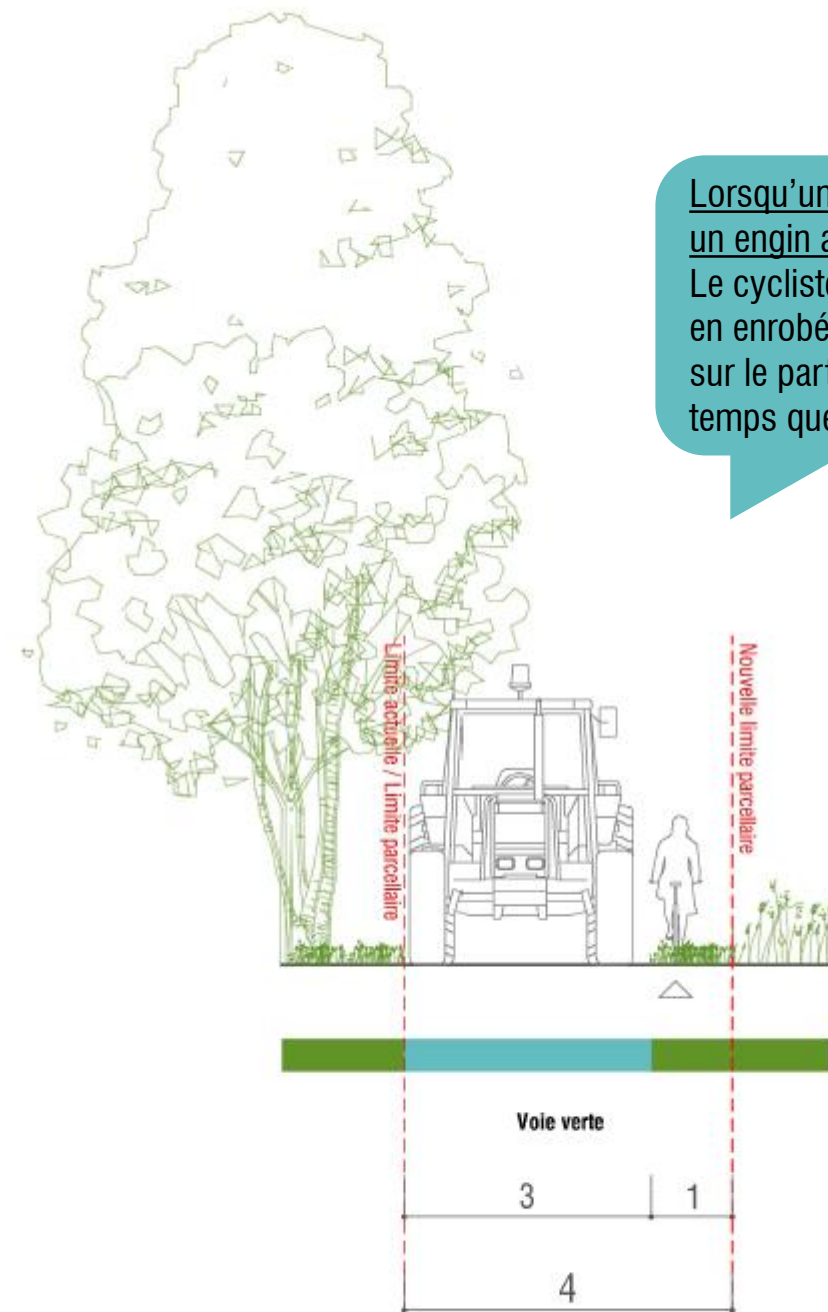 Lorsqu'un
un engin a
Le cycliste
en enrobé
sur le part
temps que
Limite actuelle / Limite parcellaire
Nouvelle limite parcellaire
Voie verte
3
1
4